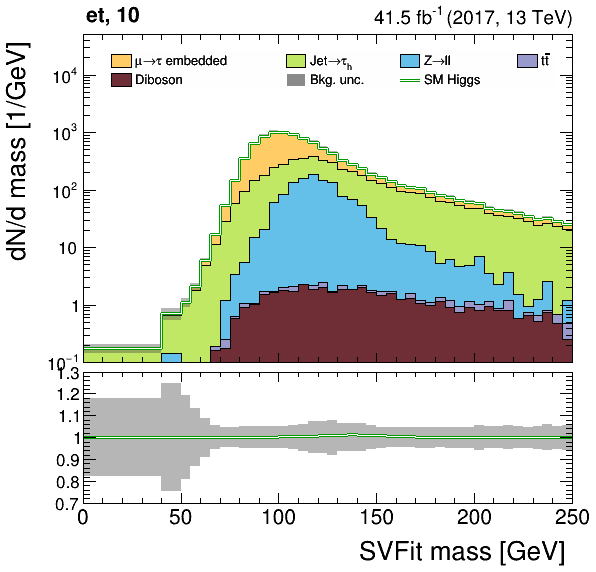 et, 10 41.5 fb⁻¹ (2017, 13 TeV)
dN/d mass [1/GeV]
μ→τ embedded Jet→τₕ Z→ll tt̄
Diboson Bkg. unc. SM Higgs
10⁴
10³
10²
10
1
10⁻¹
1.3
1.2
1.1
1
0.9
0.8
0.7
0 50 100 150 200 250
SVFit mass [GeV]